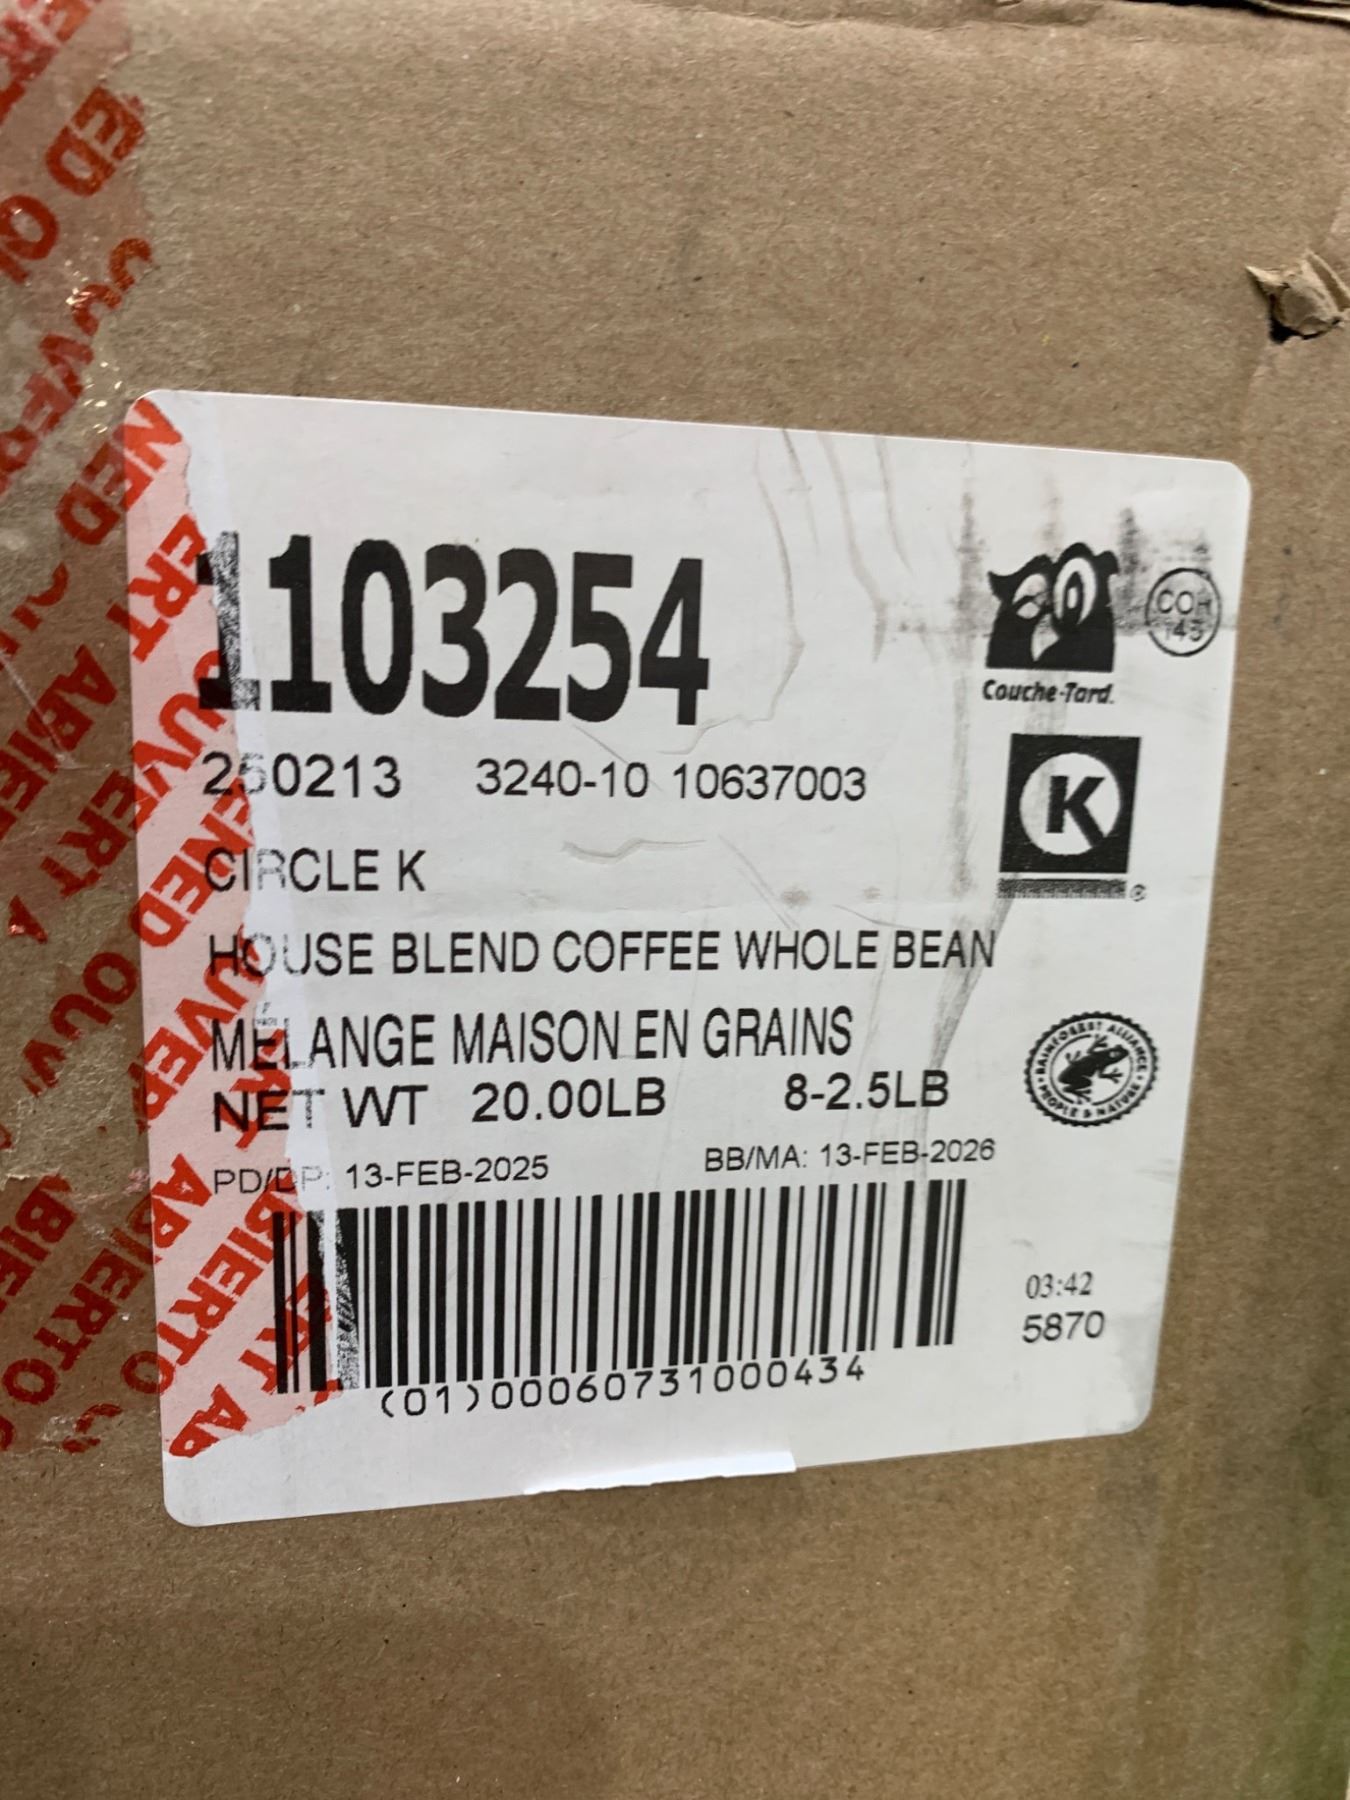 1103254
250213 3240-10 10637003
CIRCLE K
HOUSE BLEND COFFEE WHOLE BEAN
MÉLANGE MAISON EN GRAINS
NET WT 20.00LB 8-2.5LB
PD/DP: 13-FEB-2025 BB/MA: 13-FEB-2026
(01)00060731000434
03:42
5870
Couche-Tard.
COR
145
K
®
RAINFOREST ALLIANCE
PEOPLE & NATURE
OUVERT ABIERTO